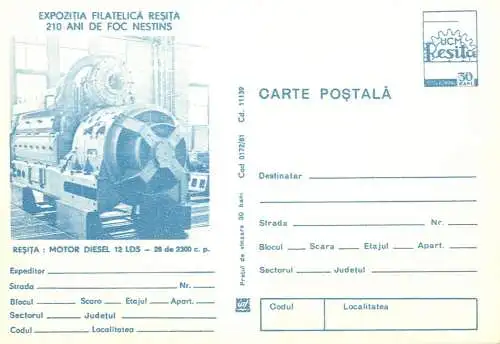 EXPOZIȚIA FILATELICĂ REȘIȚA
210 ANI DE FOC NESTINS
REȘIȚA : MOTOR DIESEL 12 LDS — 28 de 2300 c. p.
Expeditor
Strada Nr.
Blocul Scara Etajul Apart.
Sectorul Județul
Codul Localitatea
Prețul de vînzare 30 bani
Cod 0172/81
Cd. 11139
UCM
Reșița
30
BANI
CARTE POȘTALĂ
Destinatar
Strada Nr.
Blocul Scara Etajul Apart.
Sectorul Județul
Codul Localitatea